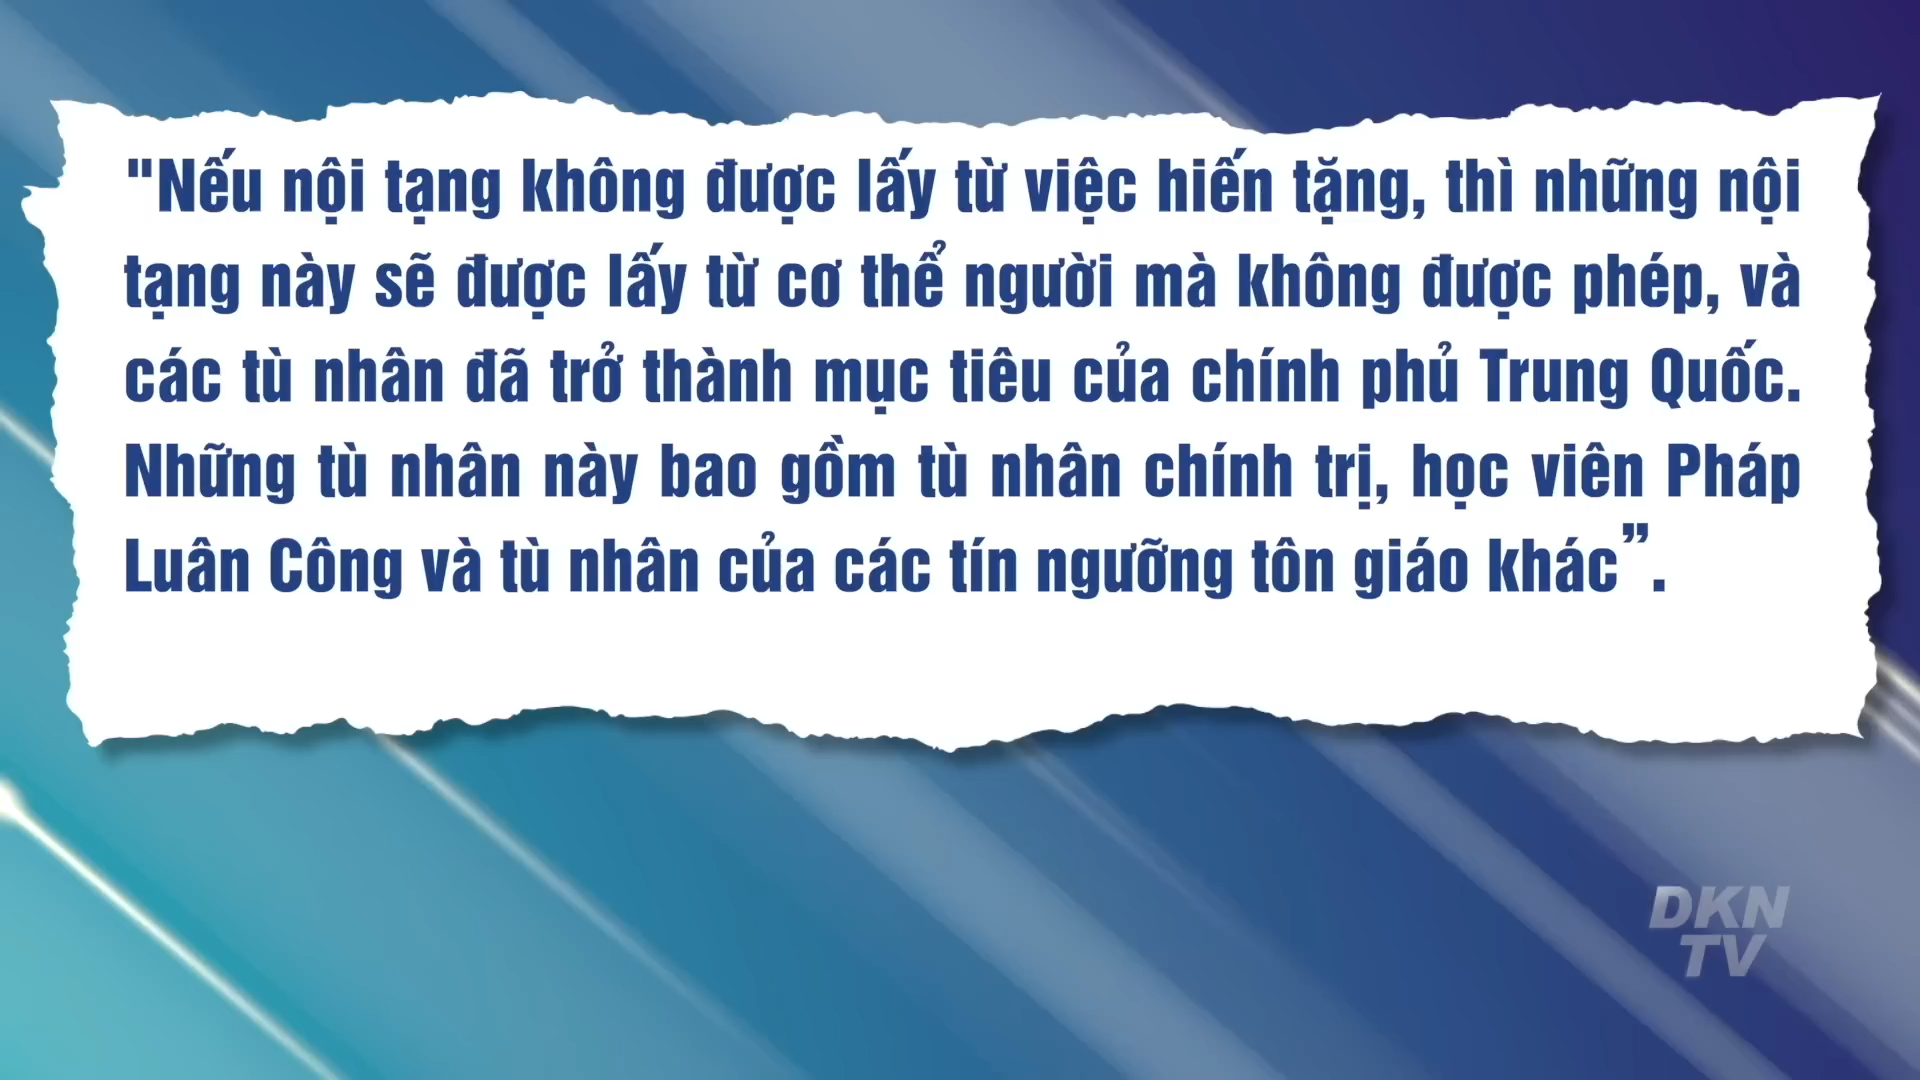 "Nếu nội tạng không được lấy từ việc hiến tặng, thì những nội
tạng này sẽ được lấy từ cơ thể người mà không được phép, và
các tù nhân đã trở thành mục tiêu của chính phủ Trung Quốc.
Những tù nhân này bao gồm tù nhân chính trị, học viên Pháp
Luân Công và tù nhân của các tín ngưỡng tôn giáo khác”.
DKN
TV